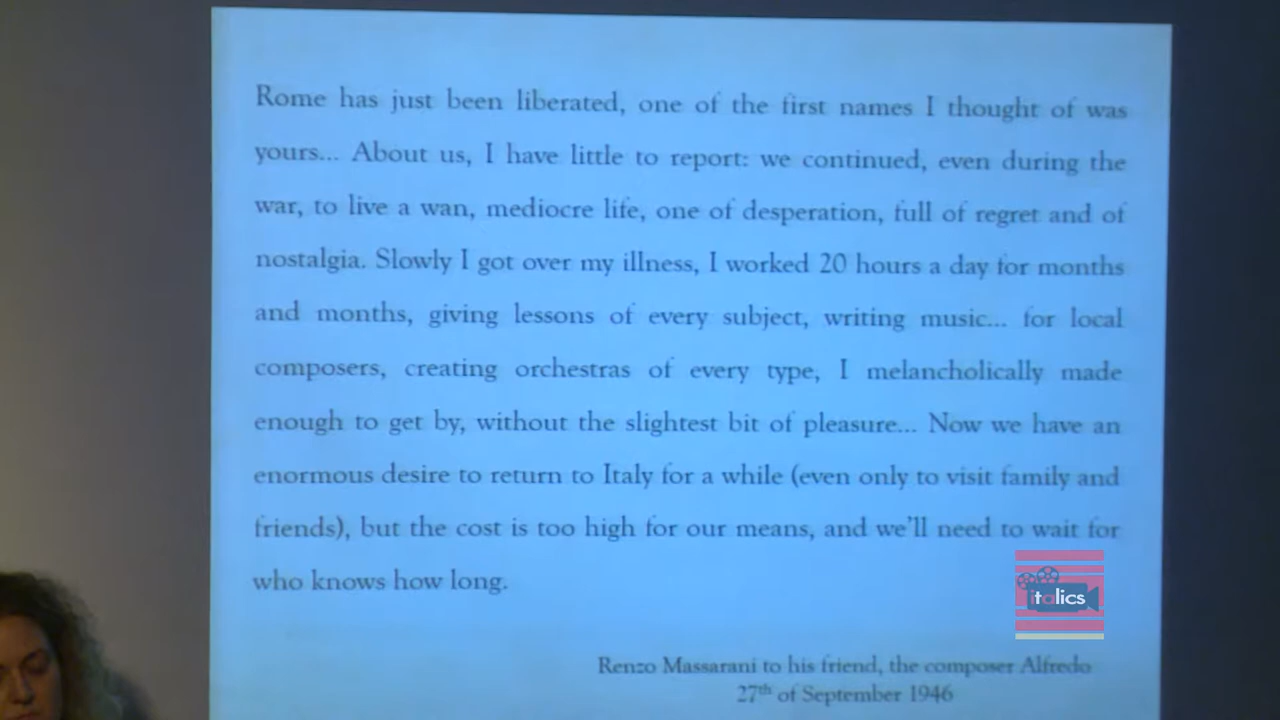 Rome has just been liberated, one of the first names I thought of was
yours... About us, I have little to report: we continued, even during the
war, to live a wan, mediocre life, one of desperation, full of regret and of
nostalgia. Slowly I got over my illness, I worked 20 hours a day for months
and months, giving lessons of every subject, writing music... for local
composers, creating orchestras of every type, I melancholically made
enough to get by, without the slightest bit of pleasure... Now we have an
enormous desire to return to Italy for a while (even only to visit family and
friends), but the cost is too high for our means, and we'll need to wait for
who knows how long.
italics
Renzo Massarani to his friend, the composer Alfredo
27th of September 1946